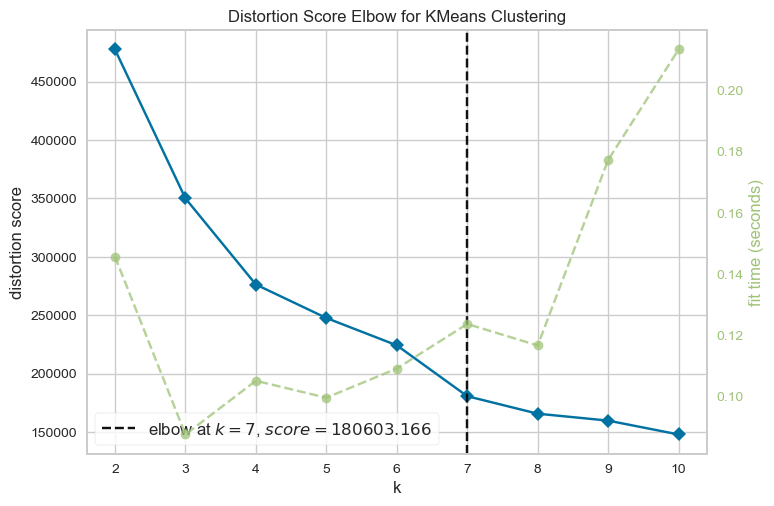 Distortion Score Elbow for KMeans Clustering
distortion score
450000
400000
350000
300000
250000
200000
150000
0.20
0.18
0.16
0.14
0.12
0.10
fit time (seconds)
elbow at k = 7, score = 180603.166
2 3 4 5 6 7 8 9 10
k